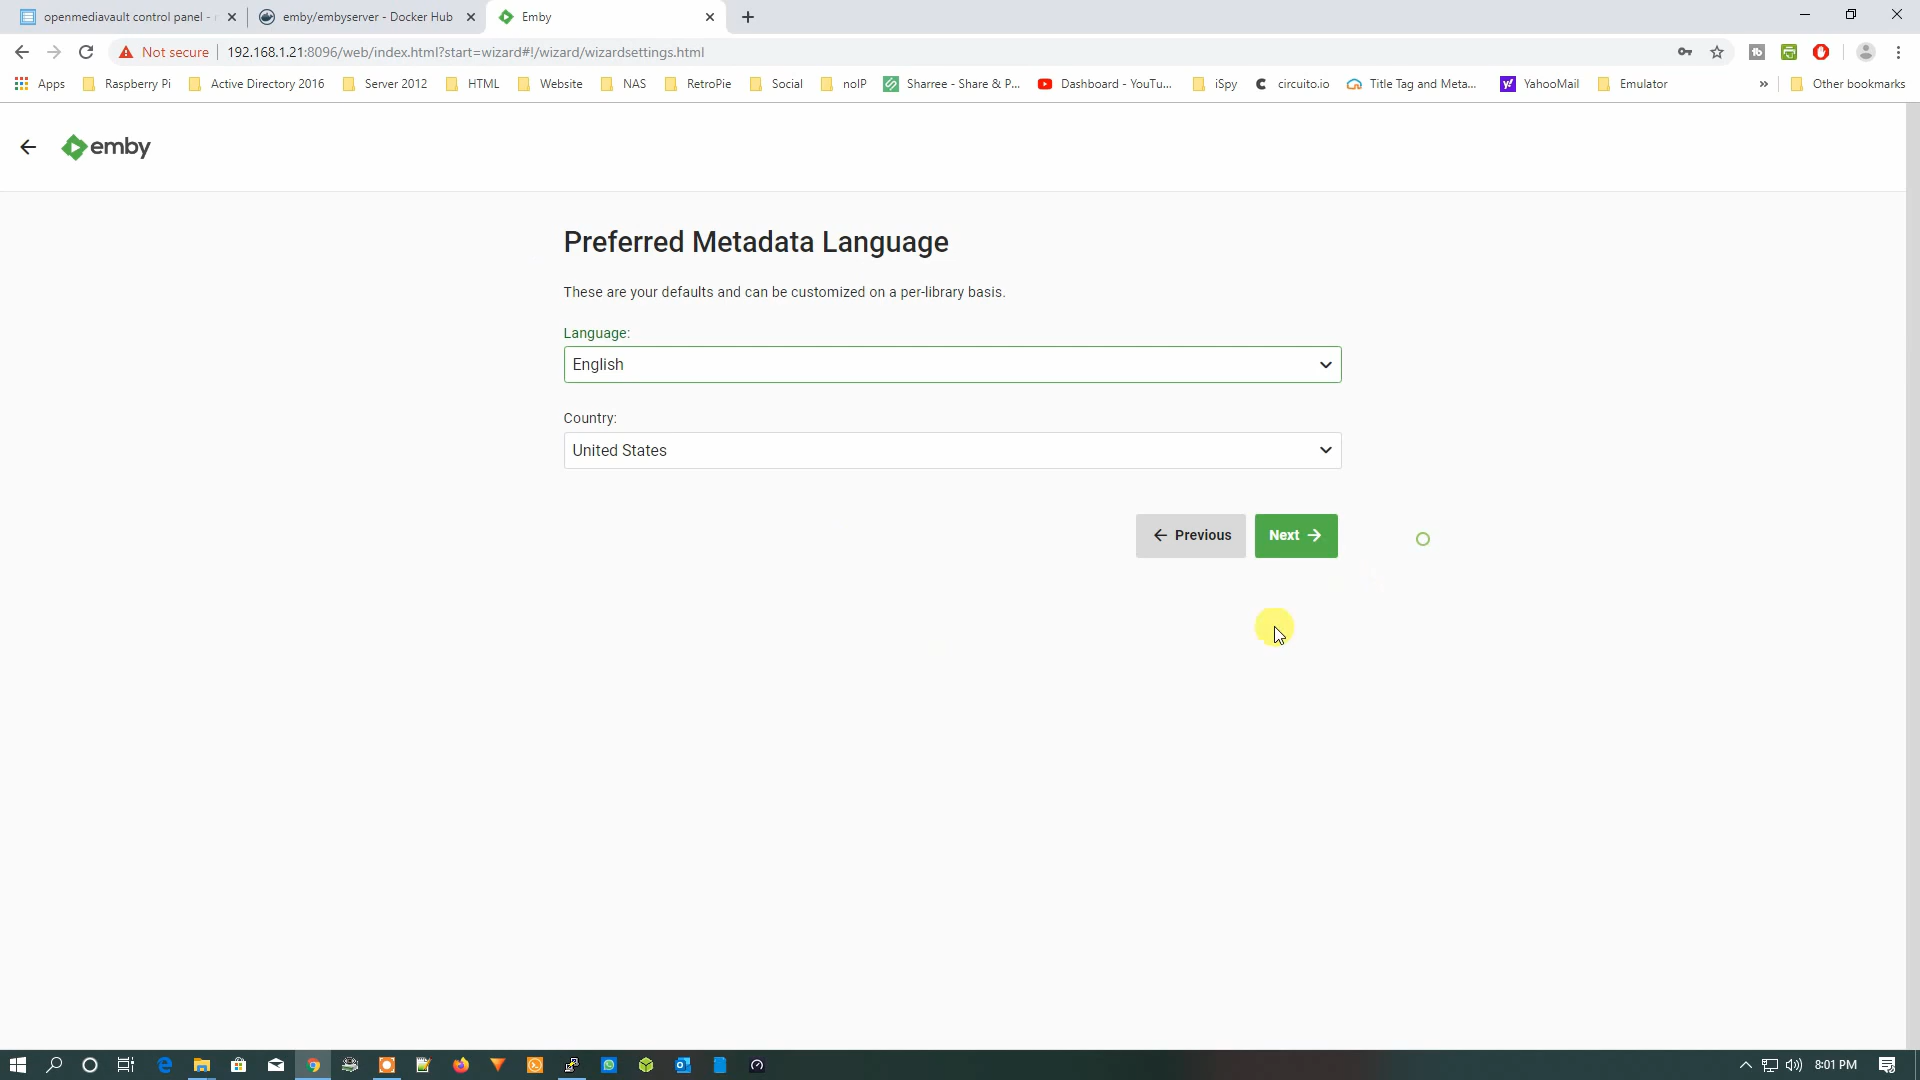 openmediavault control panel -
emby/embyserver - Docker Hub
Emby
Not secure
192.168.1.21:8096/web/index.html?start=wizard#!/wizard/wizardsettings.html
Apps
Raspberry Pi
Active Directory 2016
Server 2012
HTML
Website
NAS
RetroPie
Social
noIP
Sharree - Share & P...
Dashboard - YouTu...
iSpy
circuito.io
Title Tag and Meta...
YahooMail
Emulator
»
Other bookmarks
emby
Preferred Metadata Language
These are your defaults and can be customized on a per-library basis.
Language:
English
Country:
United States
Previous
Next
8:01 PM